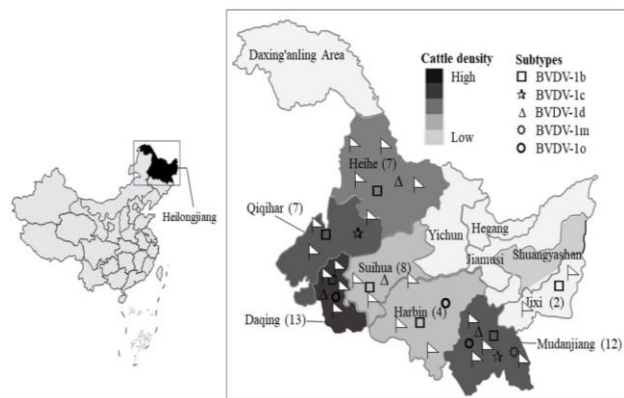 Heilongjiang
Daxing'anling Area
Cattle density
High
Low
Subtypes
BVDV-1b
BVDV-1c
BVDV-1d
BVDV-1m
BVDV-1o
Heihe (7)
Qiqihar (7)
Yichun
Hegang
Jiamusi
Shuangyashan
Suihua (8)
Jixi (2)
Harbin (4)
Daqing (13)
Mudanjiang (12)